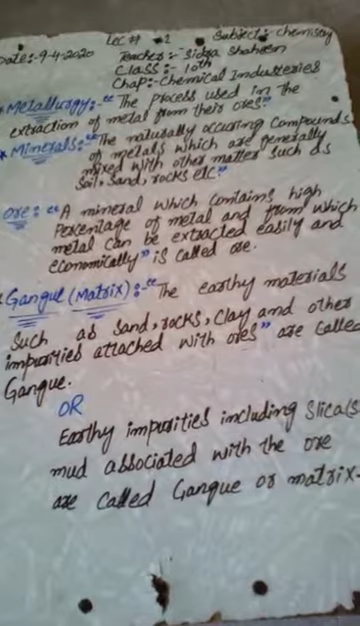 Lec # 1 Subject:- Chemistry
Date:- 9-4-2020 Teacher:- Sidra Shaheen
Class:- 10th
Chap:- Chemical Industeries
* Metallurgy:- "The process used in the
extraction of metal from their ores"
* Minerals:- "The naturally occuring compounds
of metals which are generally
mixed with other matter such as
Soil, Sand, rocks etc."
Ore:- "A mineral which contains high
Percentage of metal and from which
metal can be extracted easily and
economically" is called ore.
Gangue (Matrix):- "The earthy materials
such as sand, rocks, clay and other
impurities attached with ores" are called
Gangue.
OR
Earthy impurities including Slica(s
mud associated with the ore
are called Gangue or matrix.